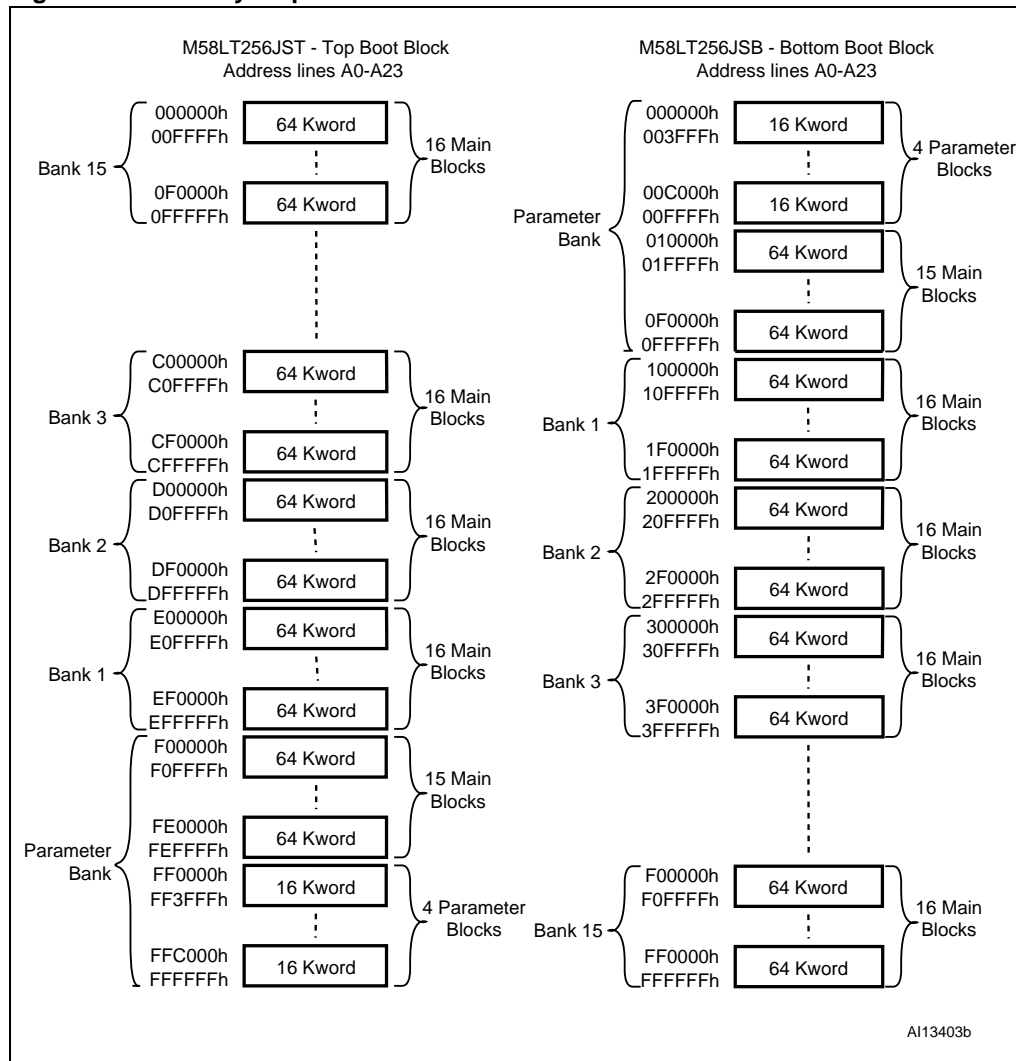 M58LT256JST - Top Boot Block
Address lines A0-A23
Bank 15
000000h
00FFFFh
64 Kword
0F0000h
0FFFFFh
64 Kword
16 Main
Blocks
Bank 3
C00000h
C0FFFFh
64 Kword
CF0000h
CFFFFFh
64 Kword
16 Main
Blocks
Bank 2
D00000h
D0FFFFh
64 Kword
DF0000h
DFFFFFh
64 Kword
16 Main
Blocks
Bank 1
E00000h
E0FFFFh
64 Kword
EF0000h
EFFFFFh
64 Kword
16 Main
Blocks
Parameter
Bank
F00000h
F0FFFFh
64 Kword
FE0000h
FEFFFFh
64 Kword
15 Main
Blocks
FF0000h
FF3FFFh
16 Kword
FFC000h
FFFFFFh
16 Kword
4 Parameter
Blocks
M58LT256JSB - Bottom Boot Block
Address lines A0-A23
Parameter
Bank
000000h
003FFFh
16 Kword
00C000h
00FFFFh
16 Kword
4 Parameter
Blocks
010000h
01FFFFh
64 Kword
0F0000h
0FFFFFh
64 Kword
15 Main
Blocks
Bank 1
100000h
10FFFFh
64 Kword
1F0000h
1FFFFFh
64 Kword
16 Main
Blocks
Bank 2
200000h
20FFFFh
64 Kword
2F0000h
2FFFFFh
64 Kword
16 Main
Blocks
Bank 3
300000h
30FFFFh
64 Kword
3F0000h
3FFFFFh
64 Kword
16 Main
Blocks
Bank 15
F00000h
F0FFFFh
64 Kword
FF0000h
FFFFFFh
64 Kword
16 Main
Blocks
AI13403b